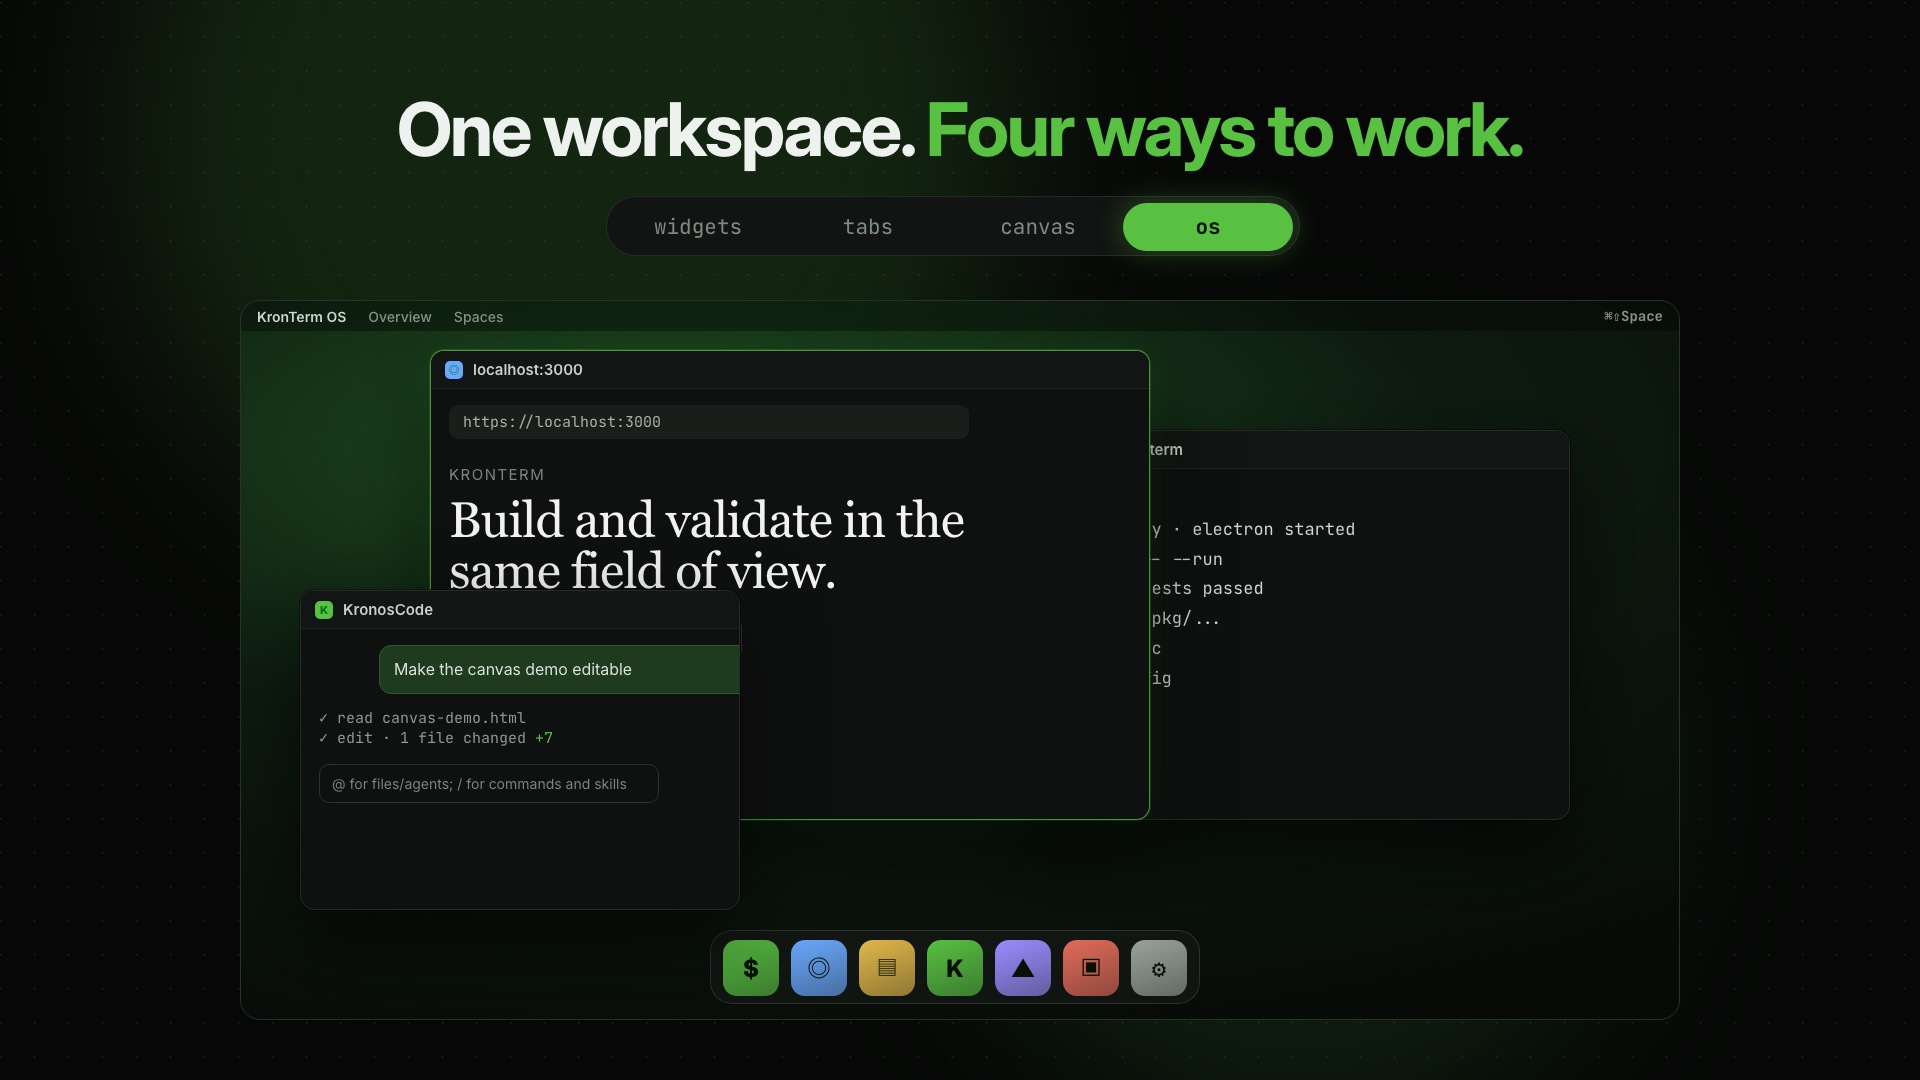 One workspace. Four ways to work.
widgets tabs canvas os
KronTerm OS Overview Spaces ⌘⇧Space
localhost:3000
https://localhost:3000
KRONTERM
Build and validate in the
same field of view.
term
y · electron started
-- --run
ests passed
pkg/...
c
ig
K KronosCode
Make the canvas demo editable
✓ read canvas-demo.html
✓ edit · 1 file changed +7
@ for files/agents; / for commands and skills
$ K